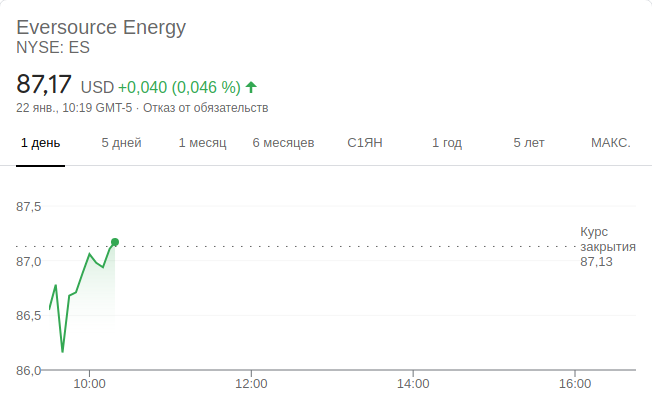 Eversource Energy
NYSE: ES
87,17 USD +0,040 (0,046 %)
22 янв., 10:19 GMT-5 · Отказ от обязательств
1 день 5 дней 1 месяц 6 месяцев С1ЯН 1 год 5 лет МАКС.
87,5
Курс
закрытия
87,13
87,0
86,5
86,0
10:00 12:00 14:00 16:00